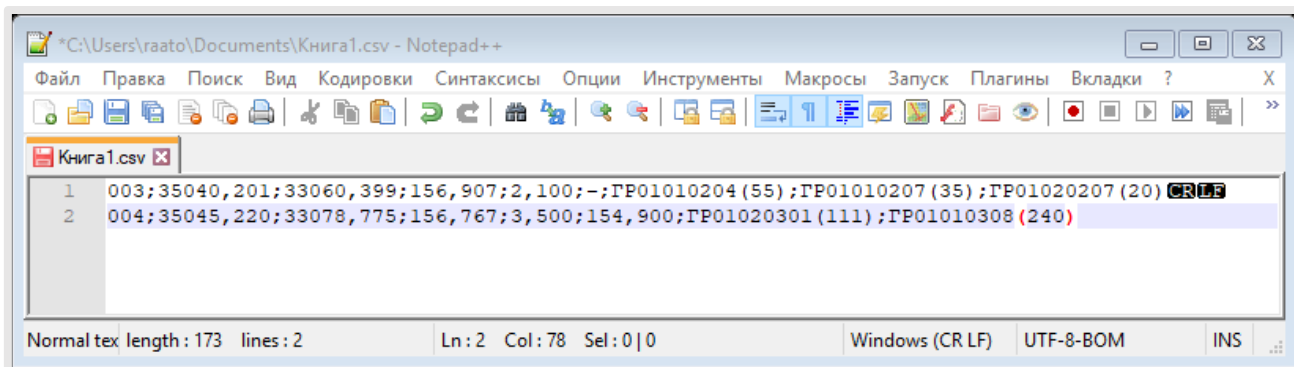 *C:\Users\raato\Documents\Книга1.csv - Notepad++
Файл Правка Поиск Вид Кодировки Синтаксисы Опции Инструменты Макросы Запуск Плагины Вкладки ? X
Книга1.csv
1 003;35040,201;33060,399;156,907;2,100;-;ГР01010204(55);ГР01010207(35);ГР01020207(20)CRLF
2 004;35045,220;33078,775;156,767;3,500;154,900;ГР01020301(111);ГР01010308(240)
Normal tex length : 173 lines : 2 Ln : 2 Col : 78 Sel : 0 | 0 Windows (CR LF) UTF-8-BOM INS